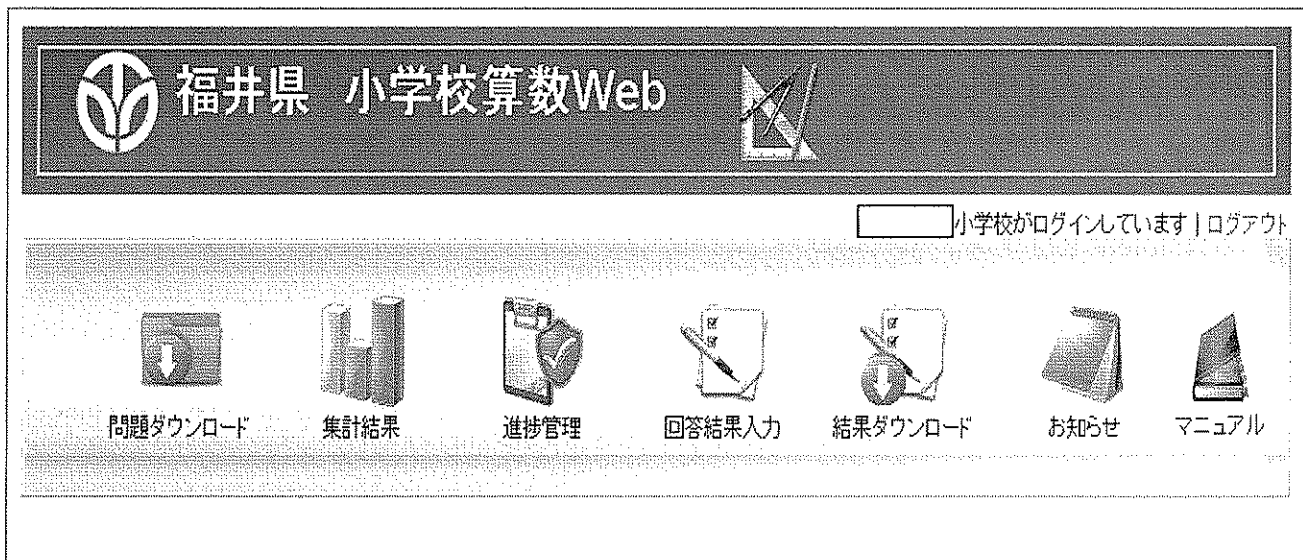 福井県 小学校算数Web
小学校がログインしています | ログアウト
問題ダウンロード 集計結果 進捗管理 回答結果入力 結果ダウンロード お知らせ マニュアル